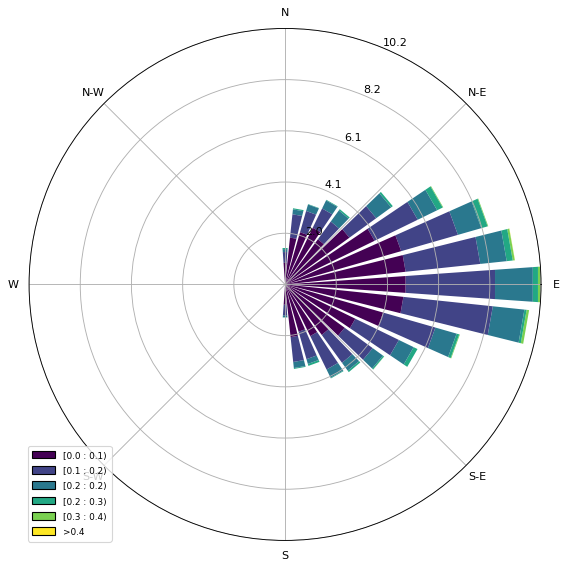 N
10.2
8.2
N-W
N-E
6.1
4.1
2.0
W
E
S-W
S-E
[0.0 : 0.1)
[0.1 : 0.2)
[0.2 : 0.2)
[0.2 : 0.3)
[0.3 : 0.4)
>0.4
S